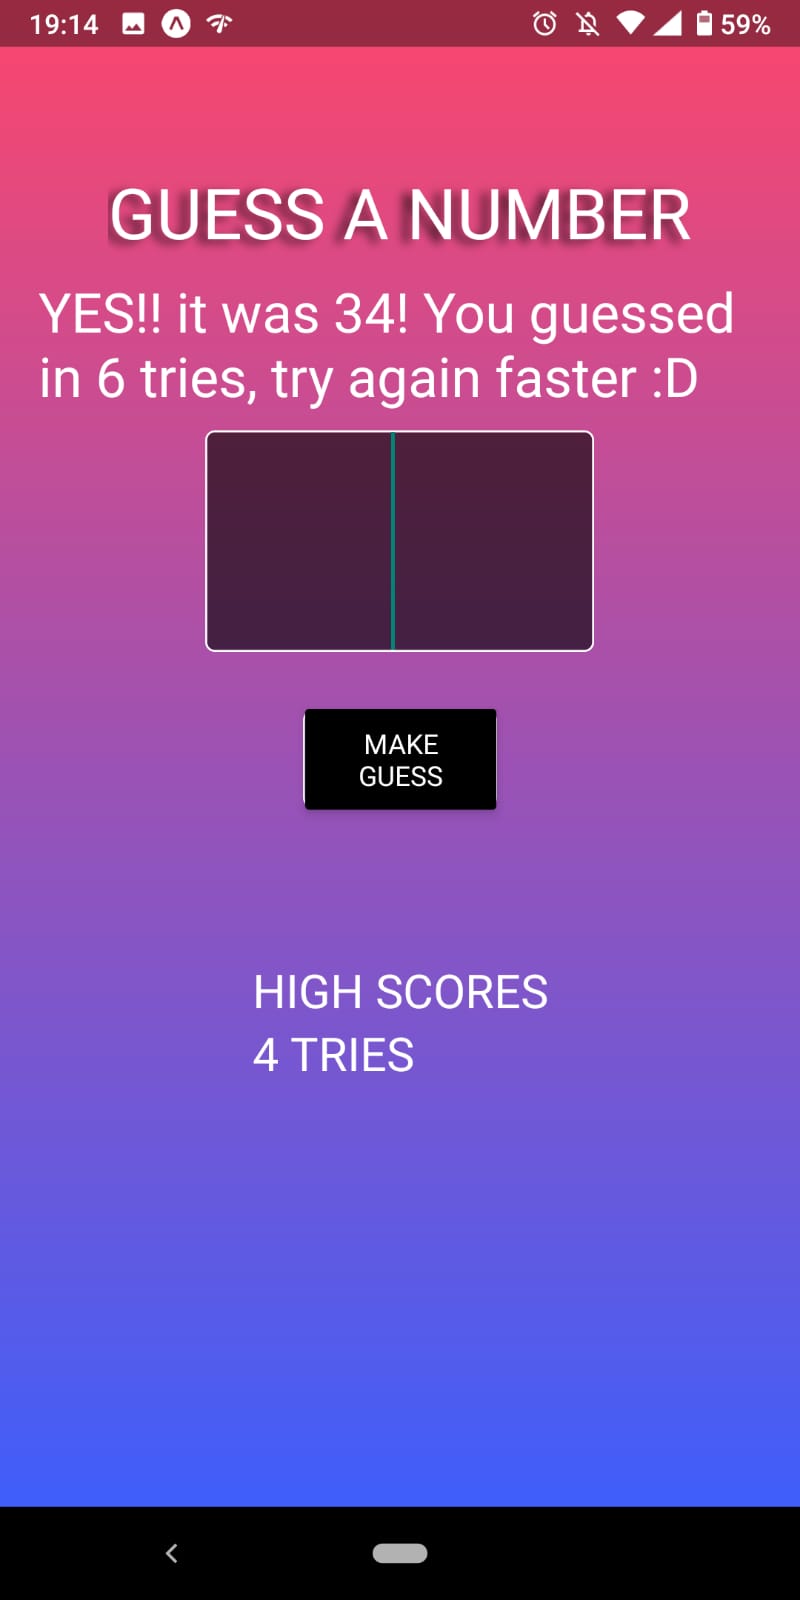 19:14 59%
GUESS A NUMBER
YES!! it was 34! You guessed
in 6 tries, try again faster :D
MAKE
GUESS
HIGH SCORES
4 TRIES